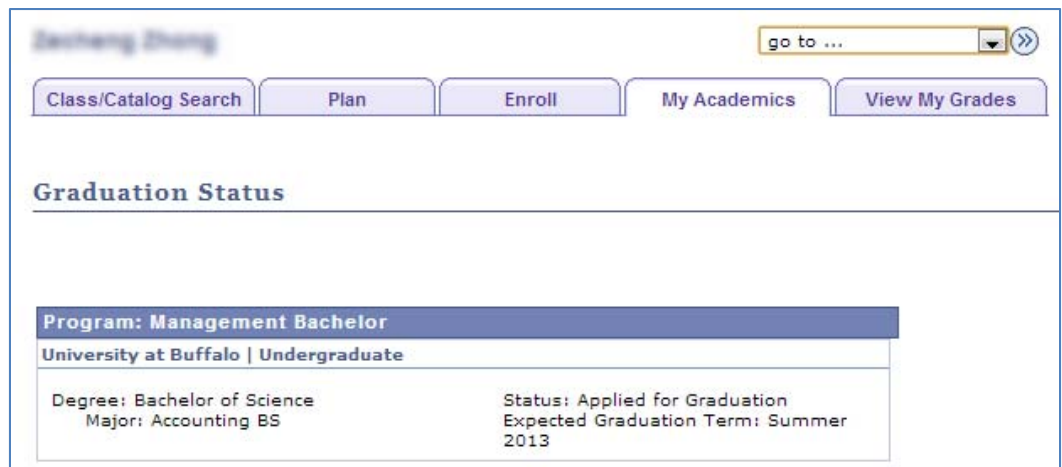 go to ...
Class/Catalog Search Plan Enroll My Academics View My Grades
Graduation Status
Program: Management Bachelor
University at Buffalo | Undergraduate
Degree: Bachelor of Science Status: Applied for Graduation
Major: Accounting BS Expected Graduation Term: Summer
2013